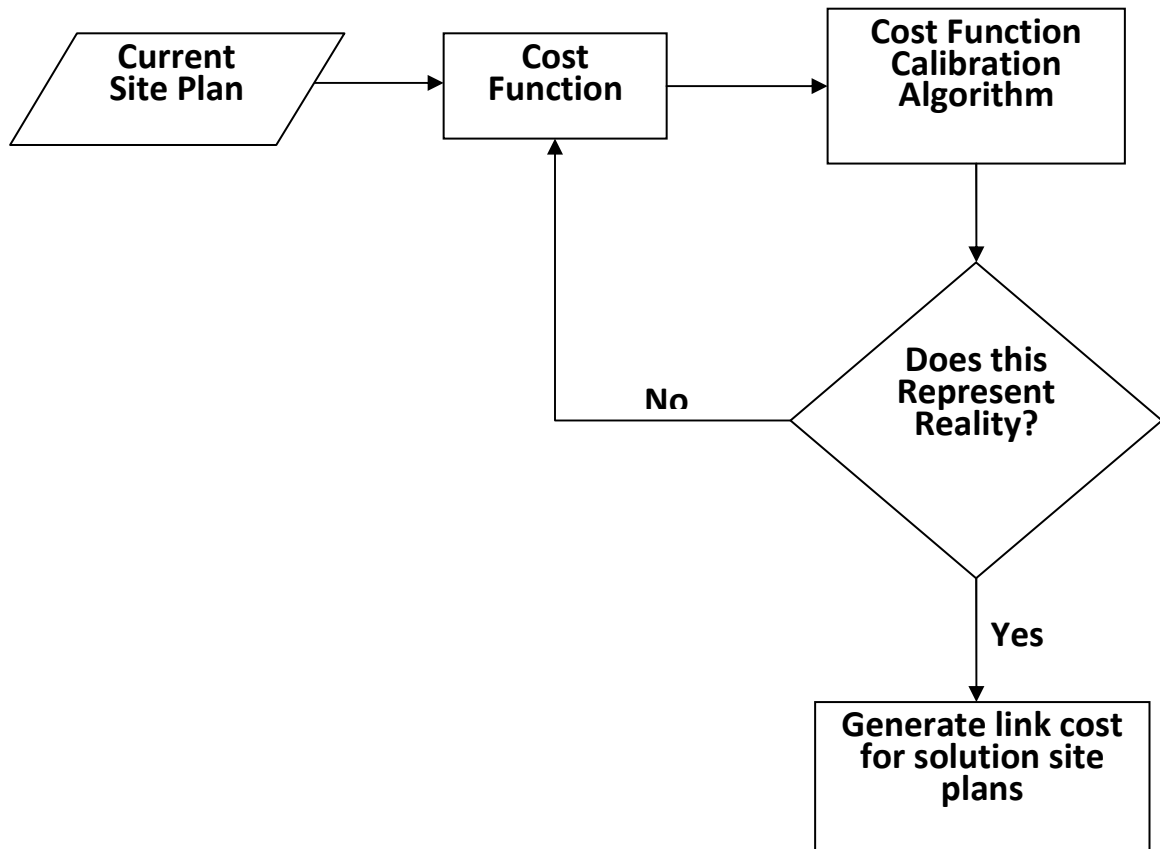 Current
Site Plan
Cost
Function
Cost Function
Calibration
Algorithm
Does this
Represent
Reality?
No
Yes
Generate link cost
for solution site
plans